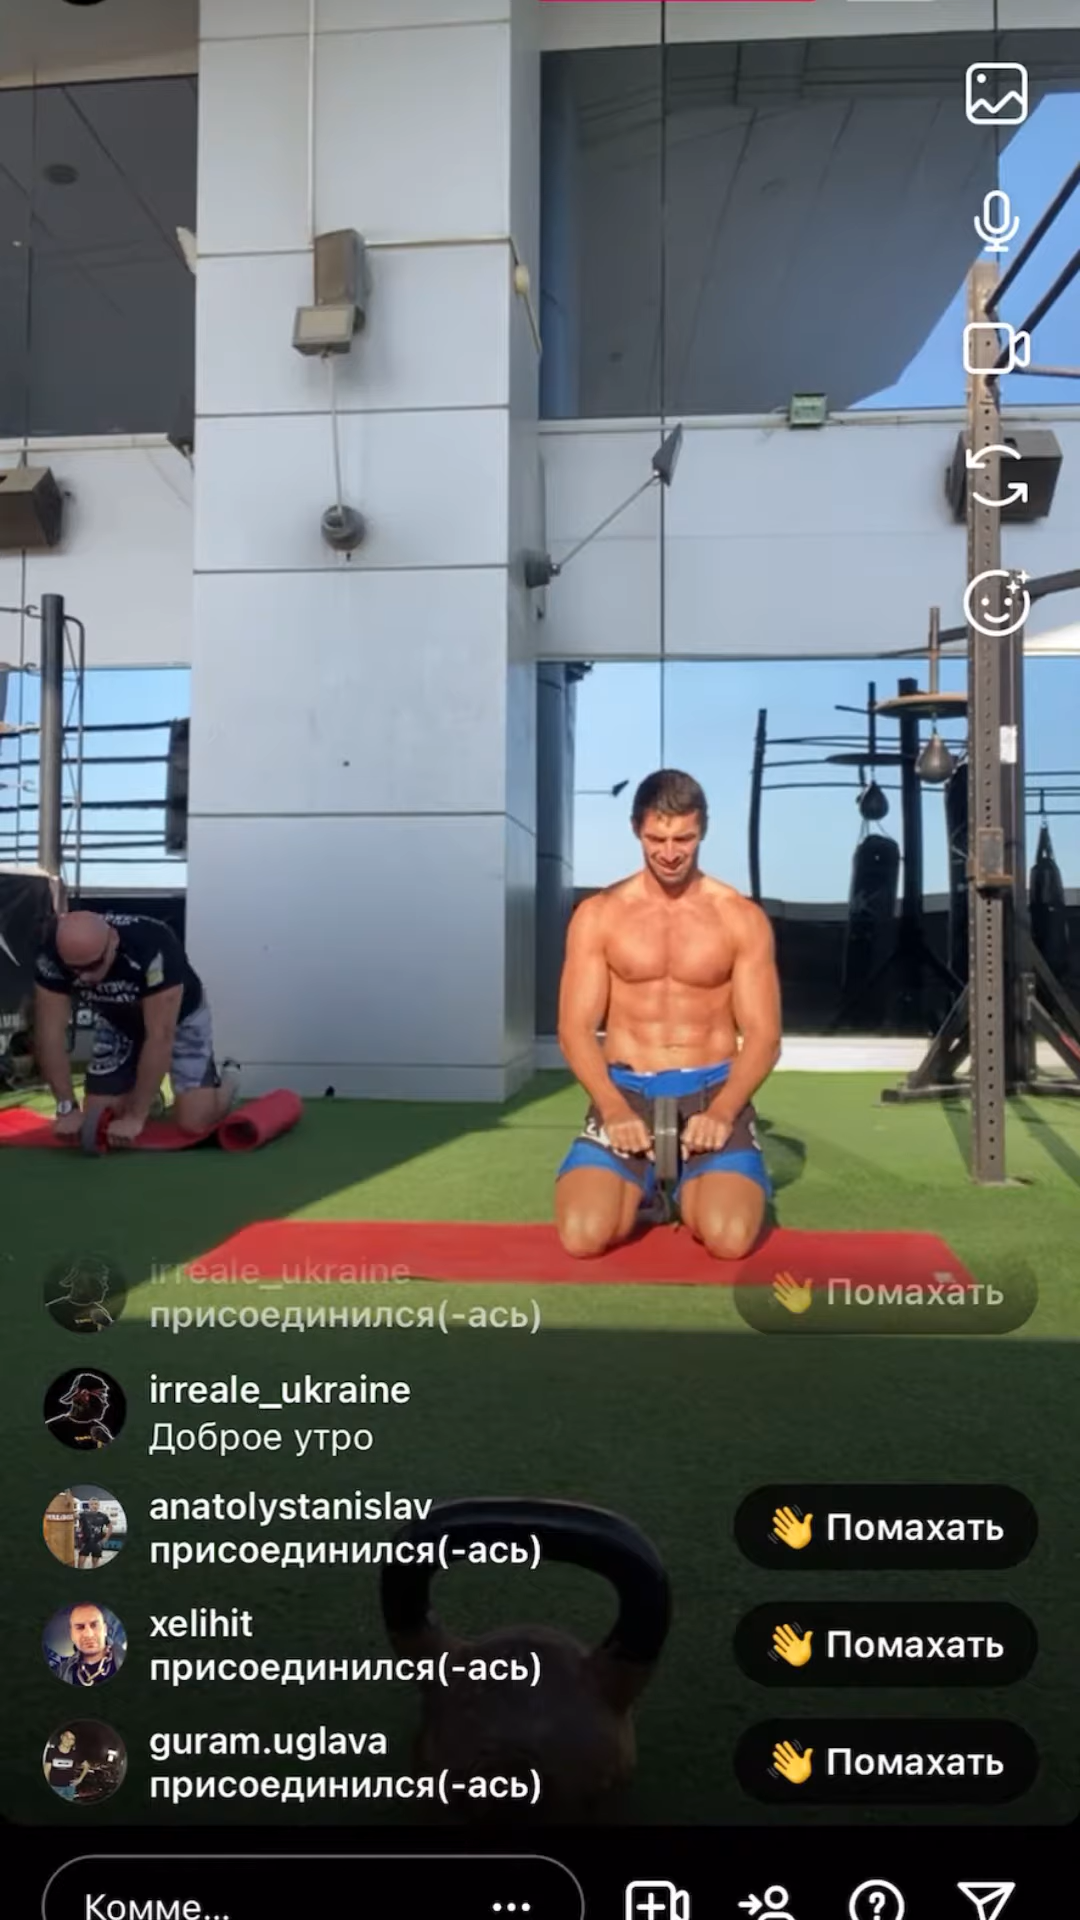 irreale_ukraine
присоединился(-ась)
👋 Помахать
irreale_ukraine
Доброе утро
anatolystanislav
присоединился(-ась)
👋 Помахать
xelihit
присоединился(-ась)
👋 Помахать
guram.uglava
присоединился(-ась)
👋 Помахать
Комме...